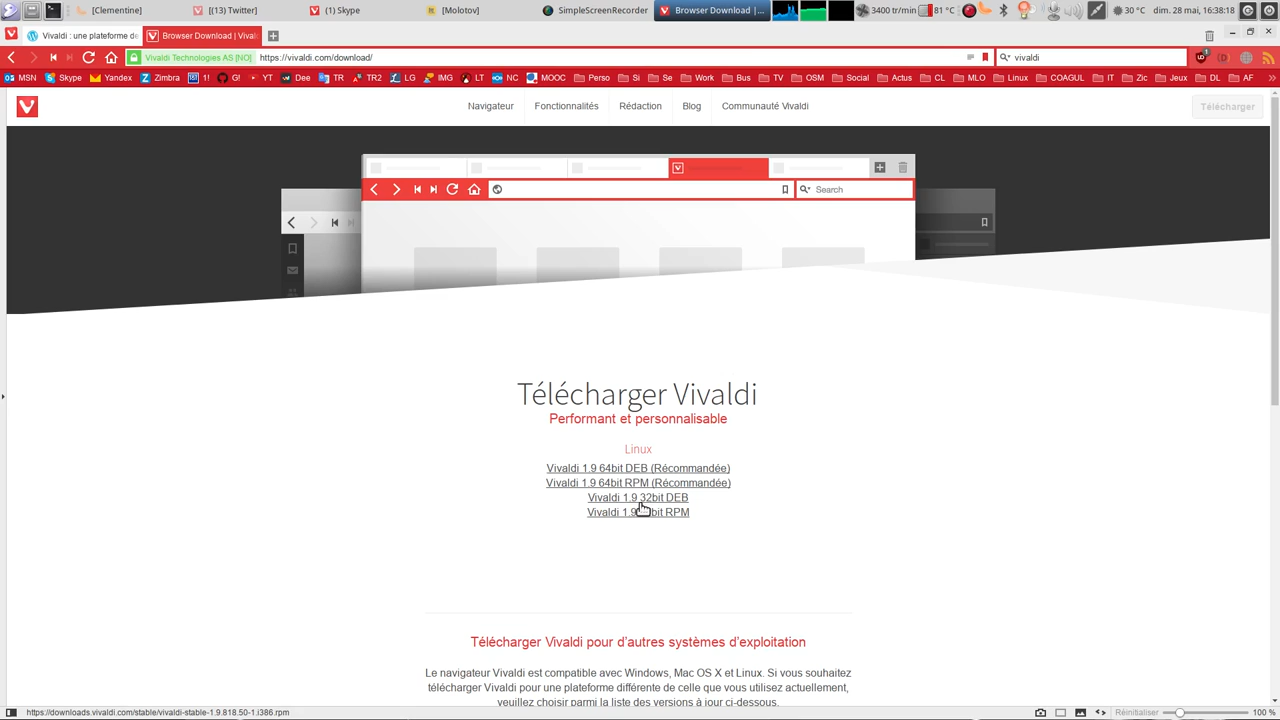 [Clementine] [(13) Twitter] (1) Skype [Molotov] SimpleScreenRecorder Browser Download |... 3400 tr/min 81 °C 30 °C dim. 28 mai, 16:38:18
Vivaldi : une plateforme de Browser Download | Vival
Vivaldi Technologies AS [NO] https://vivaldi.com/download/ vivaldi
MSN Skype Yandex Zimbra 1! G! YT Dee TR TR2 LG IMG LT NC MOOC Perso Si Se Work Bus TV OSM Social Actus CL MLO Linux COAGUL IT Zic Jeux DL AF »
Navigateur Fonctionnalités Rédaction Blog Communauté Vivaldi Télécharger
Search
Télécharger Vivaldi
Performant et personnalisable
Linux
Vivaldi 1.9 64bit DEB (Récommandée)
Vivaldi 1.9 64bit RPM (Récommandée)
Vivaldi 1.9 32bit DEB
Vivaldi 1.9 bit RPM
Télécharger Vivaldi pour d'autres systèmes d'exploitation
Le navigateur Vivaldi est compatible avec Windows, Mac OS X et Linux. Si vous souhaitez
télécharger Vivaldi pour une plateforme différente de celle que vous utilisez actuellement,
veuillez choisir parmi la liste des versions à jour ci-dessous.
https://downloads.vivaldi.com/stable/vivaldi-stable-1.9.818.50-1.i386.rpm Réinitialiser 100 %